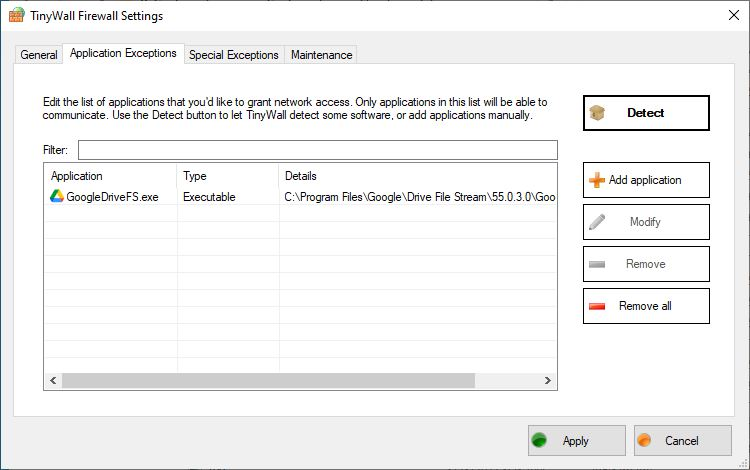 TinyWall Firewall Settings
General
Application Exceptions
Special Exceptions
Maintenance
Edit the list of applications that you'd like to grant network access. Only applications in this list will be able to
communicate. Use the Detect button to let TinyWall detect some software, or add applications manually.
Detect
Filter:
Application Type Details
GoogleDriveFS.exe Executable C:\Program Files\Google\Drive File Stream\55.0.3.0\Goo
Add application
Modify
Remove
Remove all
Apply
Cancel